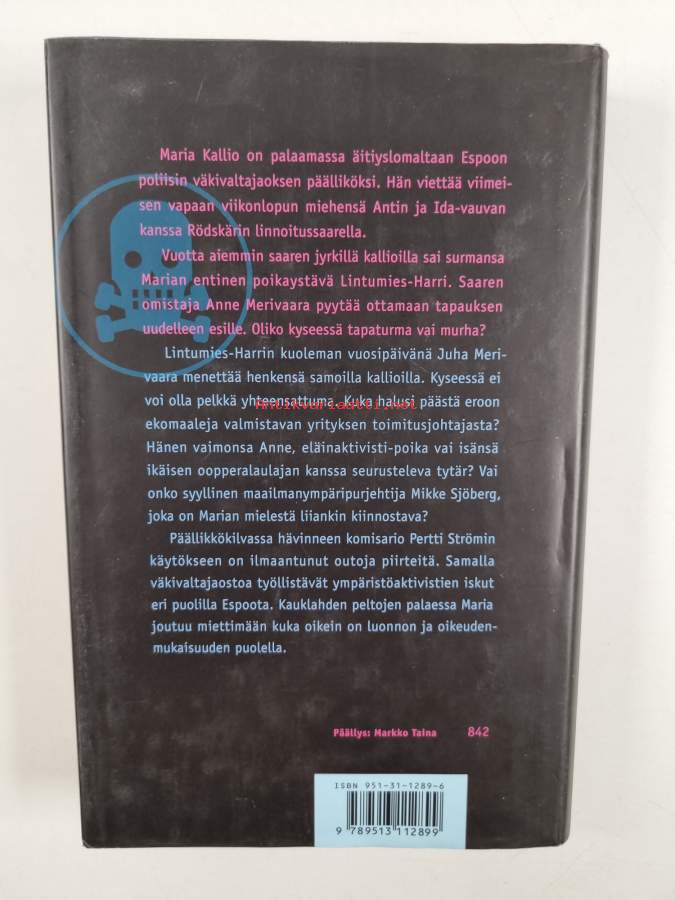 Maria Kallio on palaamassa äitiyslomaltaan Espoon
poliisin väkivaltajaoksen päälliköksi. Hän viettää viimei-
sen vapaan viikonlopun miehensä Antin ja Ida-vauvan
kanssa Rödskärin linnoitussaarella.
Vuotta aiemmin saaren jyrkillä kallioilla sai surmansa
Marian entinen poikaystävä Lintumies-Harri. Saaren
omistaja Anne Merivaara pyytää ottamaan tapauksen
uudelleen esille. Oliko kyseessä tapaturma vai murha?
Lintumies-Harrin kuoleman vuosipäivänä Juha Meri-
vaara menettää henkensä samoilla kallioilla. Kyseessä ei
voi olla pelkkä yhteensattuma. Kuka halusi päästä eroon
Antikvariaatti.net
ekomaaleja valmistavan yrityksen toimitusjohtajasta?
Hänen vaimonsa Anne, eläinaktivisti-poika vai isänsä
ikäisen oopperalaulajan kanssa seurusteleva tytär? Vai
onko syyllinen maailmanympäripurjehtija Mikke Sjöberg,
joka on Marian mielestä liiankin kiinnostava?
Päällikkökilvassa hävinneen komisario Pertti Strömin
käytökseen on ilmaantunut outoja piirteitä. Samalla
väkivaltajaostoa työllistävät ympäristöaktivistien iskut
eri puolilla Espoota. Kauklahden peltojen palaessa Maria
joutuu miettimään kuka oikein on luonnon ja oikeuden-
mukaisuuden puolella.
Päällys: Markko Taina 842
ISBN 951-31-1289-6
9 789513 112899